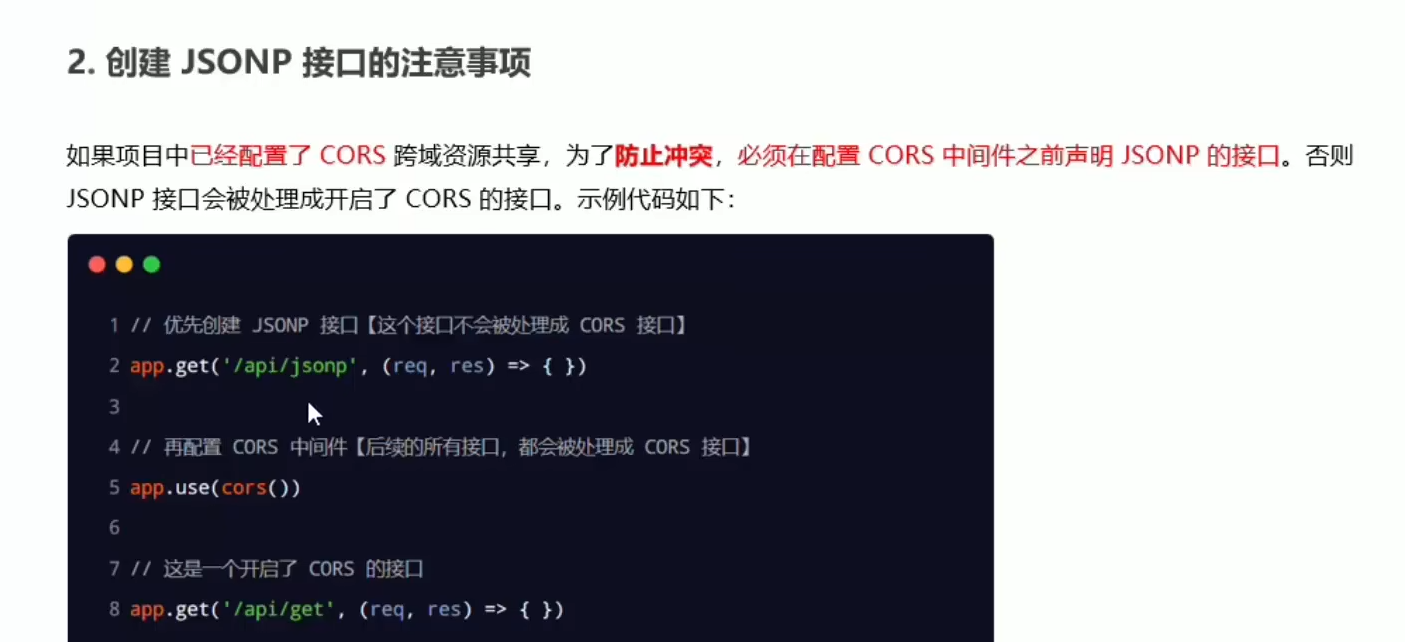 2. 创建 JSONP 接口的注意事项
如果项目中已经配置了 CORS 跨域资源共享，为了防止冲突，必须在配置 CORS 中间件之前声明 JSONP 的接口。否则
JSONP 接口会被处理成开启了 CORS 的接口。示例代码如下：
1 // 优先创建 JSONP 接口【这个接口不会被处理成 CORS 接口】
2 app.get('/api/jsonp', (req, res) => { })
3
4 // 再配置 CORS 中间件【后续的所有接口，都会被处理成 CORS 接口】
5 app.use(cors())
6
7 // 这是一个开启了 CORS 的接口
8 app.get('/api/get', (req, res) => { })